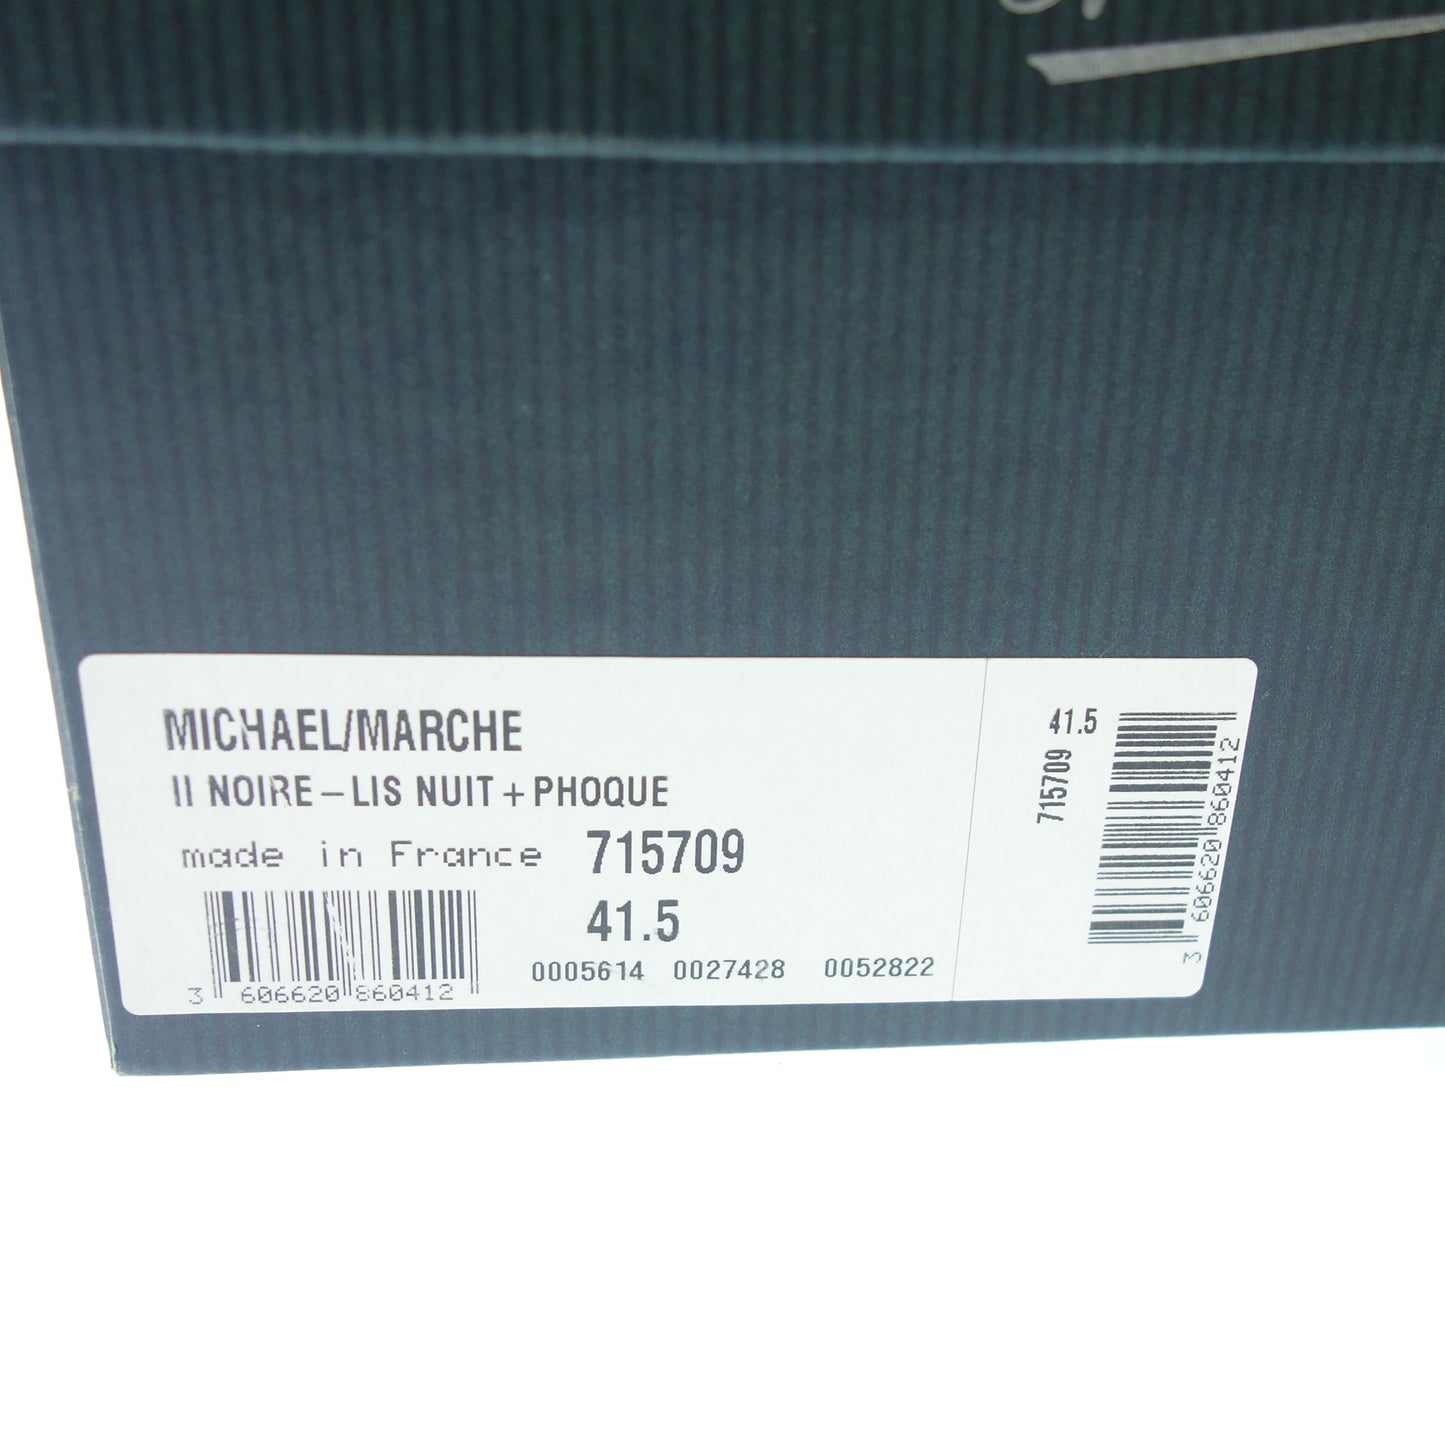 MICHAEL/MARCHE
II NOIRE – LIS NUIT + PHOQUE
made in France 715709
41.5
3 606620 860412
0005614 0027428 0052822
41.5
715709
3 606620 860412